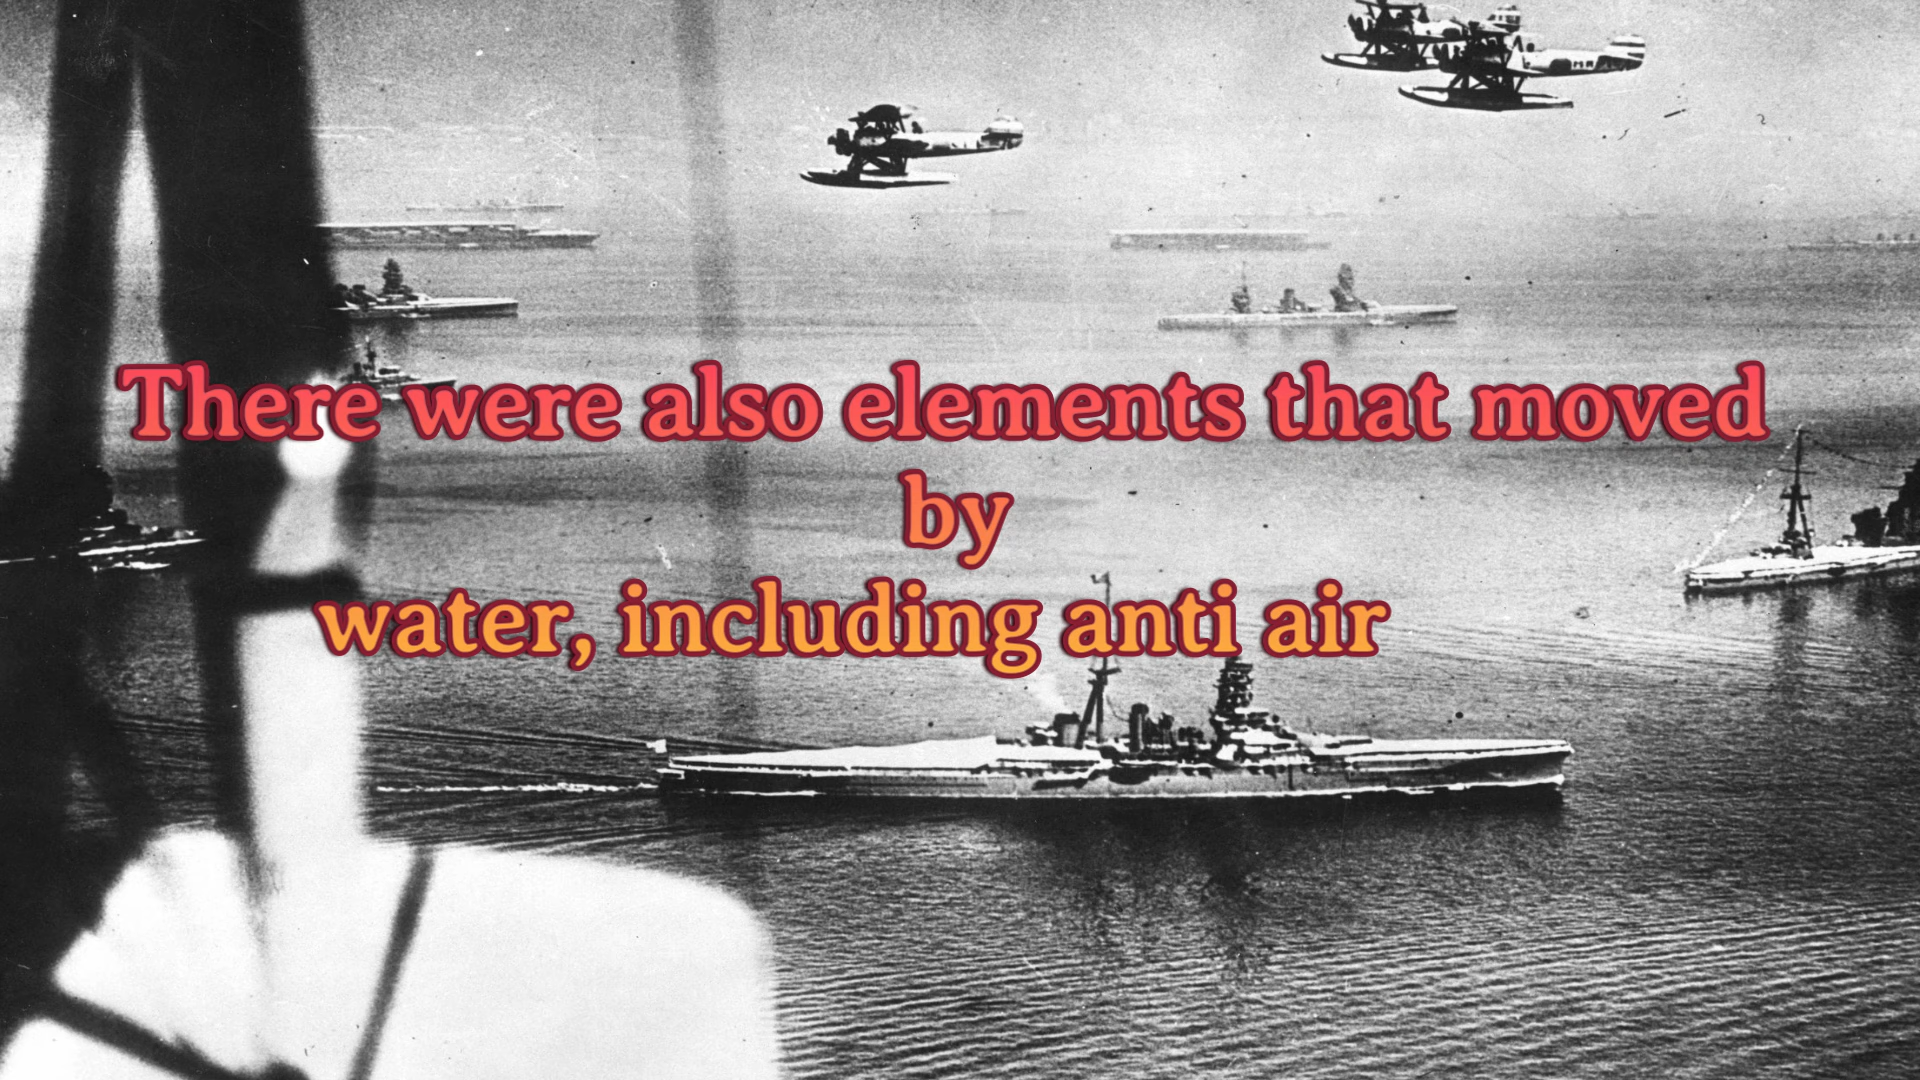 There were also elements that moved
by
water, including anti air